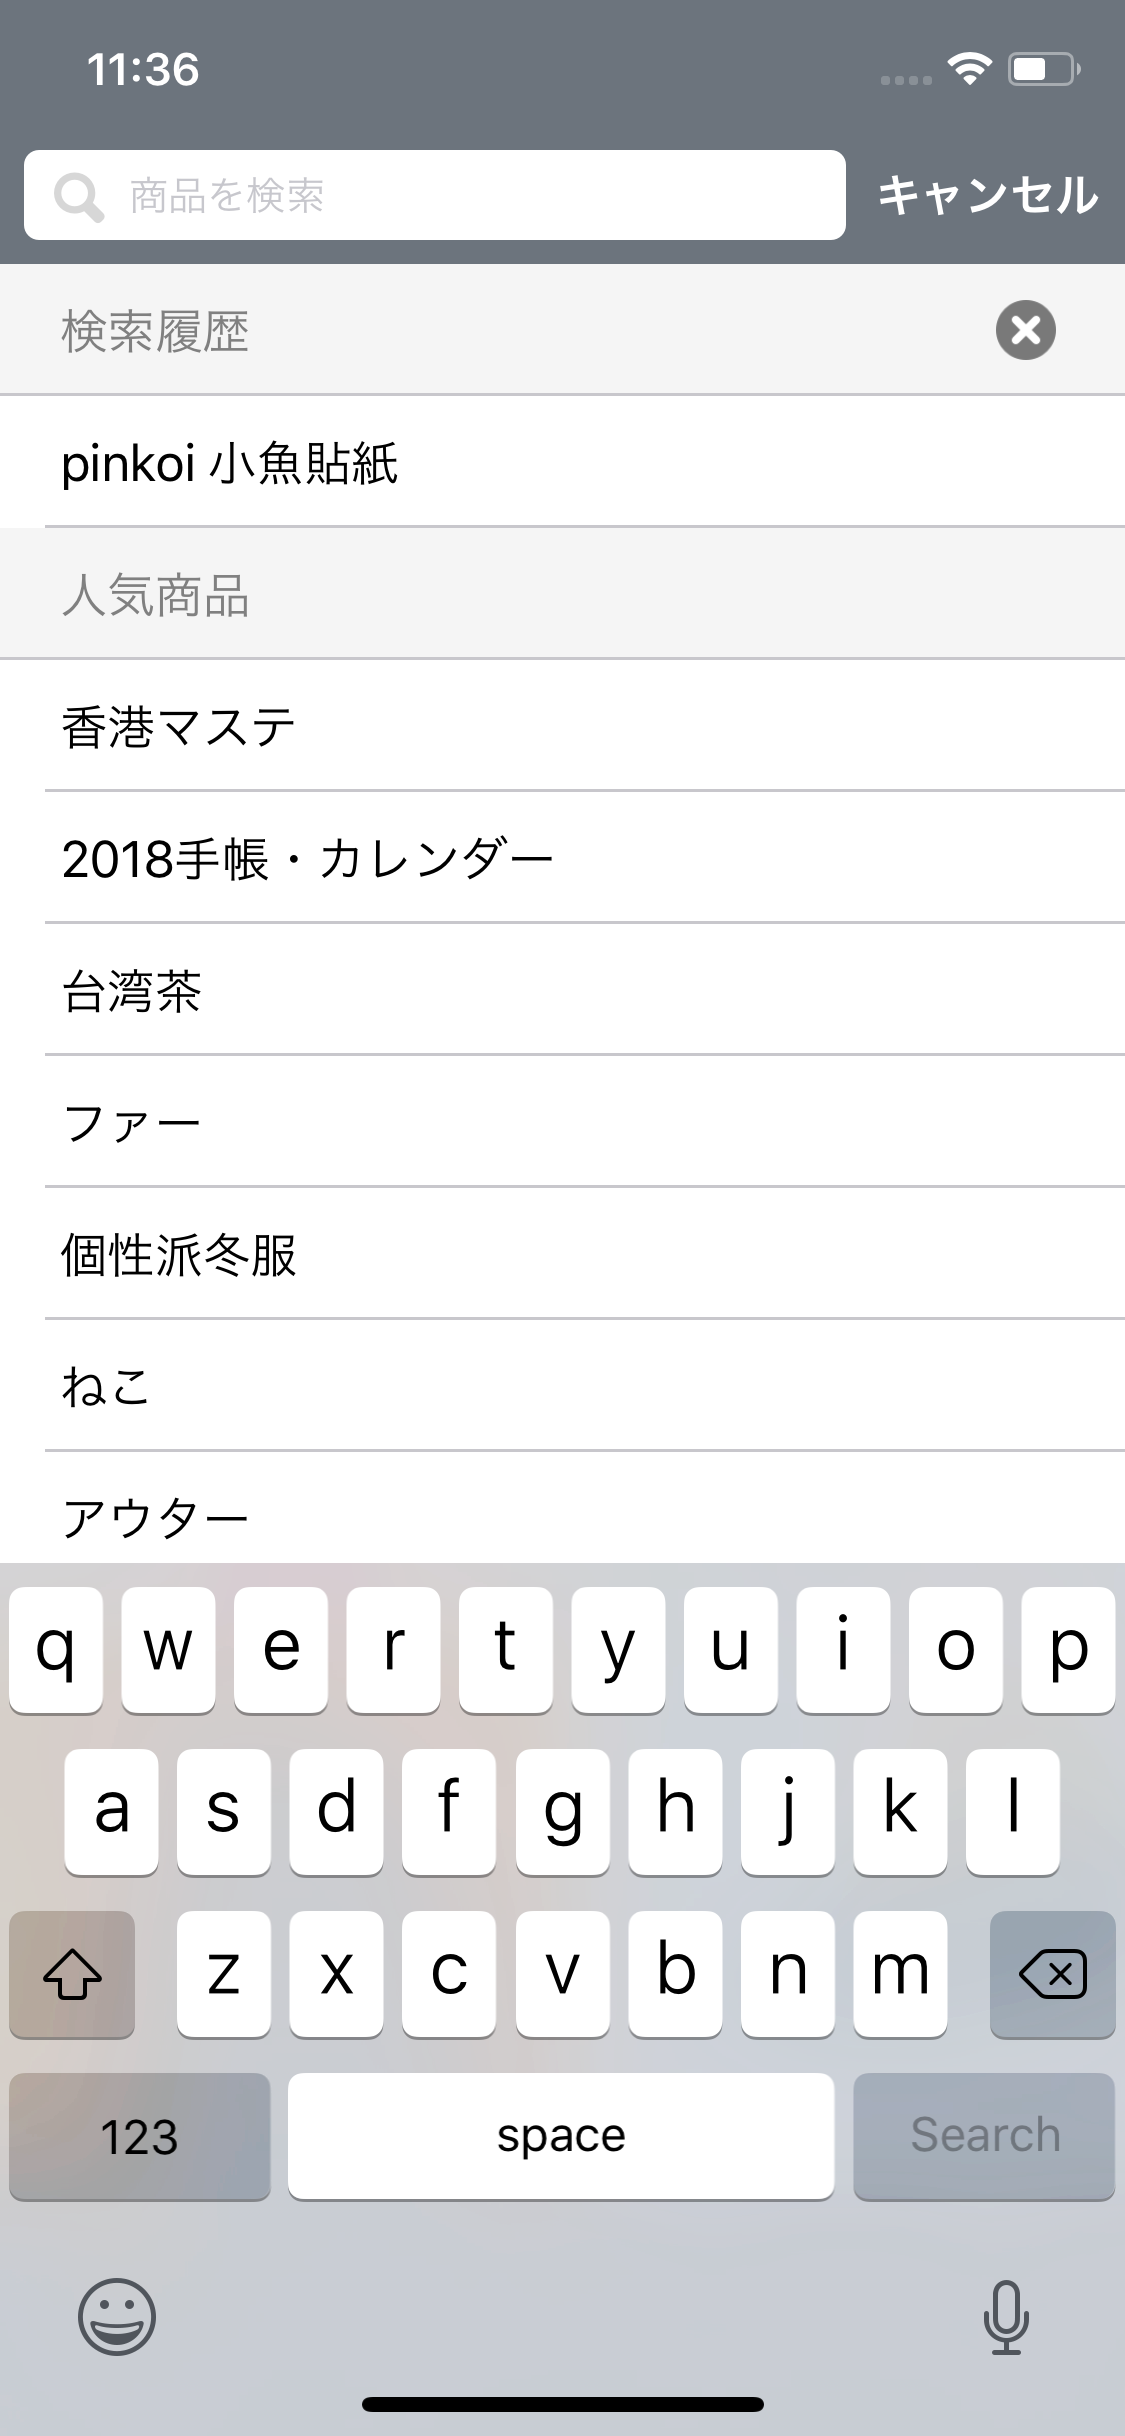 11:36
商品を検索
キャンセル
検索履歴
pinkoi 小魚貼紙
人気商品
香港マステ
2018手帳・カレンダー
台湾茶
ファー
個性派冬服
ねこ
アウター
q w e r t y u i o p
a s d f g h j k l
z x c v b n m
123 space Search